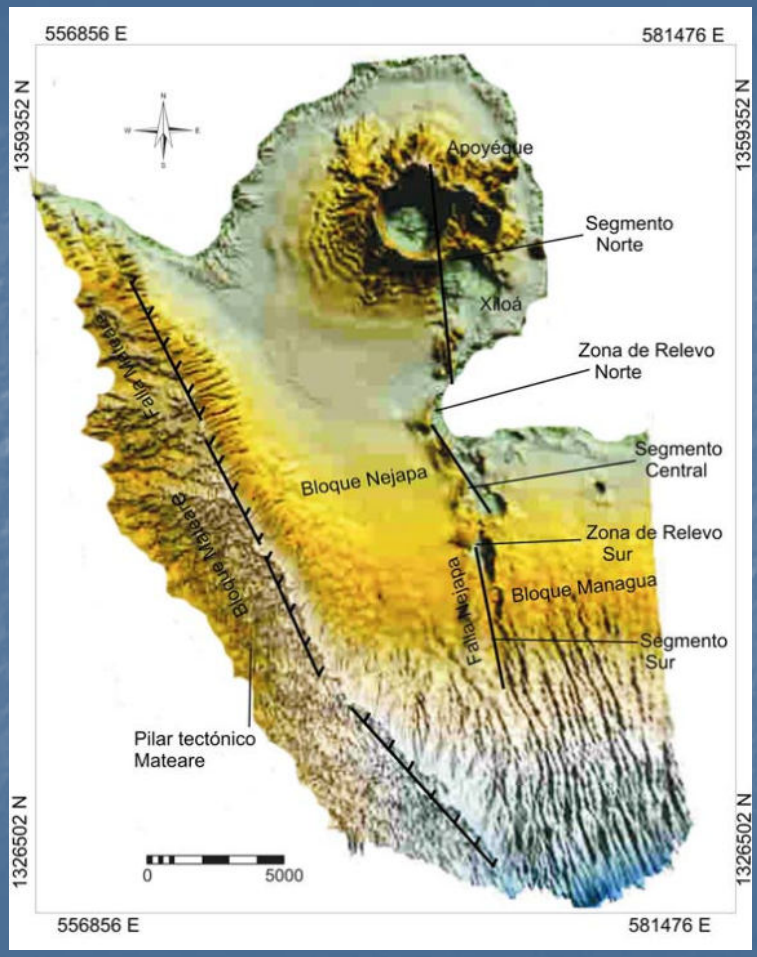 556856 E
581476 E
1359352 N
1359352 N
N
W
E
S
Apoyéque
Segmento
Norte
Xiloá
Zona de Relevo
Norte
Falla Mateare
Segmento
Central
Bloque Nejapa
Bloque Mateare
Zona de Relevo
Sur
Bloque Managua
Falla Nejapa
Segmento
Sur
Pilar tectónico
Mateare
1326502 N
1326502 N
0
5000
556856 E
581476 E